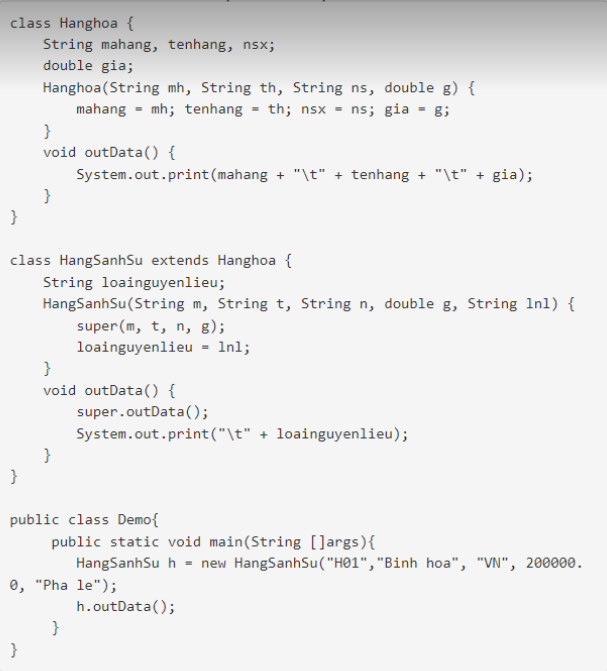 class Hanghoa {
    String mahang, tenhang, nsx;
    double gia;
    Hanghoa(String mh, String th, String ns, double g) {
        mahang = mh; tenhang = th; nsx = ns; gia = g;
    }
    void outData() {
        System.out.print(mahang + "\t" + tenhang + "\t" + gia);
    }
}

class HangSanhSu extends Hanghoa {
    String loainguyenlieu;
    HangSanhSu(String m, String t, String n, double g, String lnl) {
        super(m, t, n, g);
        loainguyenlieu = lnl;
    }
    void outData() {
        super.outData();
        System.out.print("\t" + loainguyenlieu);
    }
}

public class Demo{
     public static void main(String []args){
        HangSanhSu h = new HangSanhSu("H01","Binh hoa", "VN", 200000.
0, "Pha le");
        h.outData();
     }
}